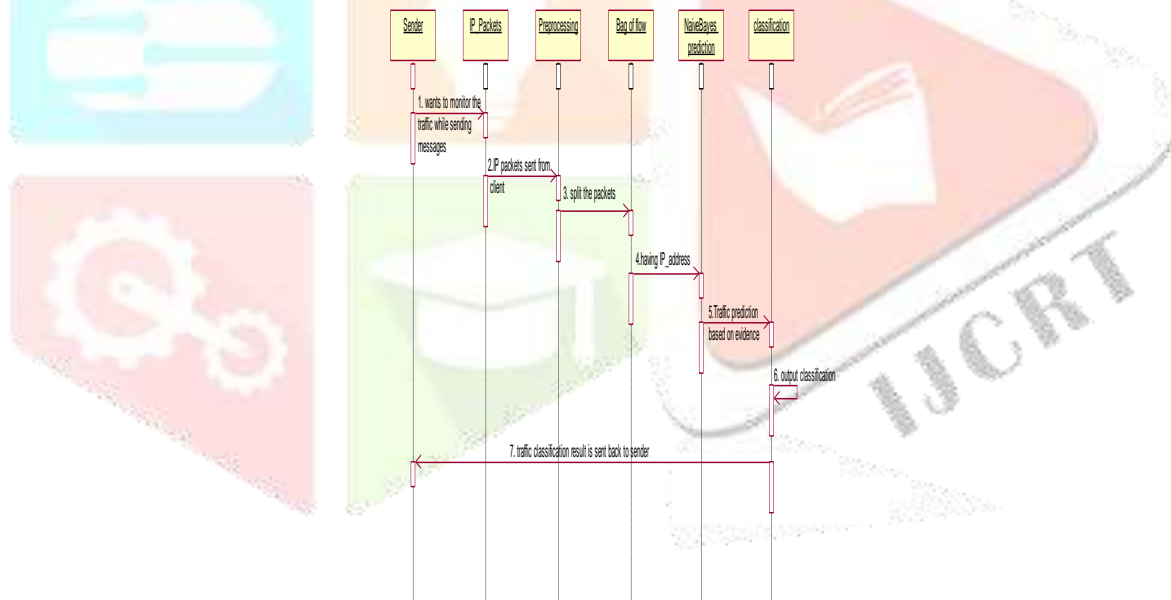 Sender
IP_Packets
Preprocessing
Bag of flow
NaiveBayes
prediction
classification
1. wants to monitor the
traffic while sending
messages
2.IP packets sent from
client
3. split the packets
4.having IP_address
5.Traffic prediction
based on evidence
6. output classification
7. traffic classification result is sent back to sender
IJCRT